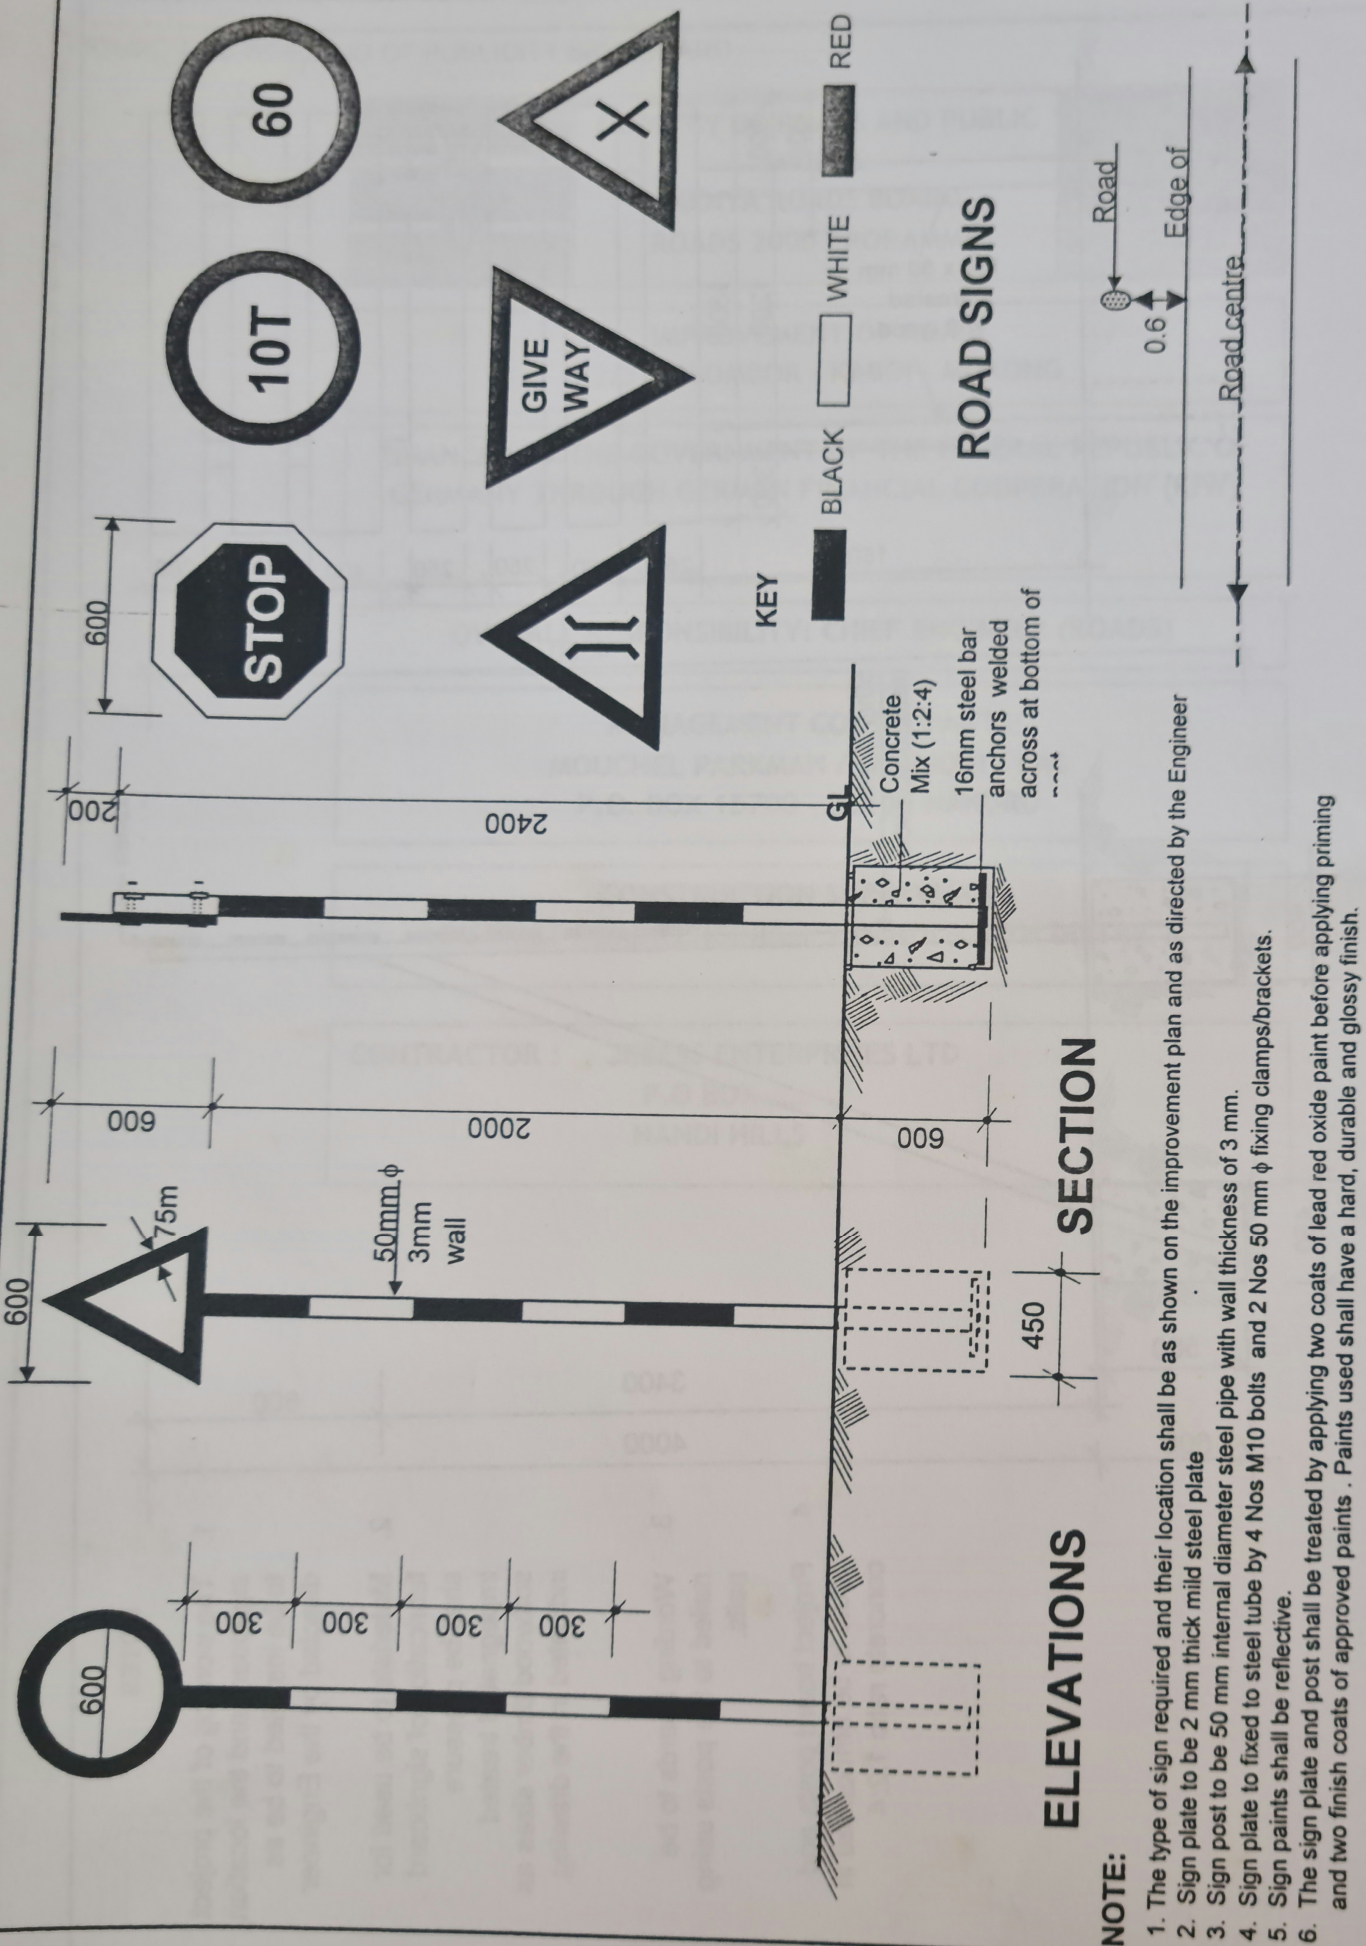 600
STOP
10T
60
GIVE
WAY
X
KEY
BLACK
WHITE
RED
ROAD SIGNS
600
600
75m
50mm ϕ
3mm
wall
300
300
300
300
600
2000
600
450
200
2400
GL
Concrete
Mix (1:2:4)
16mm steel bar
anchors welded
across at bottom of
Road
0.6
Edge of
Road centre
ELEVATIONS
SECTION
NOTE:
1. The type of sign required and their location shall be as shown on the improvement plan and as directed by the Engineer
2. Sign plate to be 2 mm thick mild steel plate
3. Sign post to be 50 mm internal diameter steel pipe with wall thickness of 3 mm.
4. Sign plate to fixed to steel tube by 4 Nos M10 bolts and 2 Nos 50 mm ϕ fixing clamps/brackets.
5. Sign paints shall be reflective.
6. The sign plate and post shall be treated by applying two coats of lead red oxide paint before applying priming
and two finish coats of approved paints . Paints used shall have a hard, durable and glossy finish.